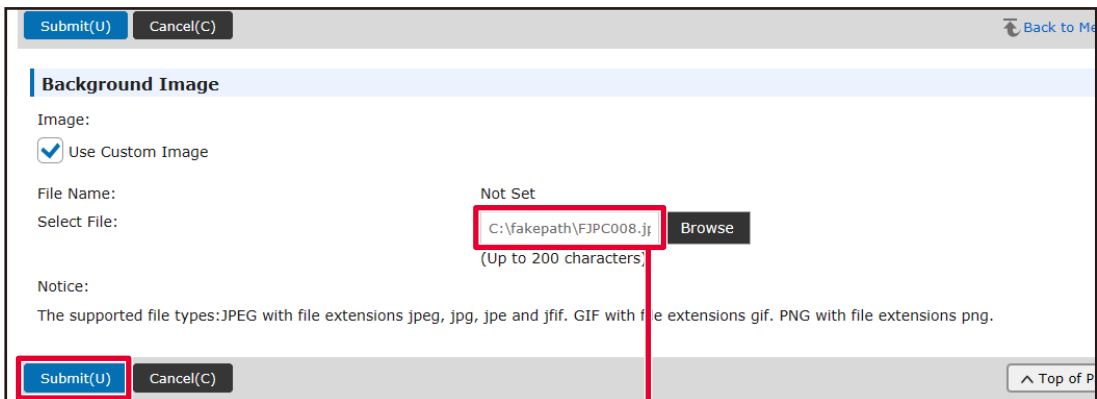 Submit(U) Cancel(C) Back to Me
Background Image
Image:
Use Custom Image
File Name: Not Set
Select File: C:\fakepath\FJPC008.jp Browse
(Up to 200 characters)
Notice:
The supported file types:JPEG with file extensions jpeg, jpg, jpe and jfif. GIF with file extensions gif. PNG with file extensions png.
Submit(U) Cancel(C) Top of P